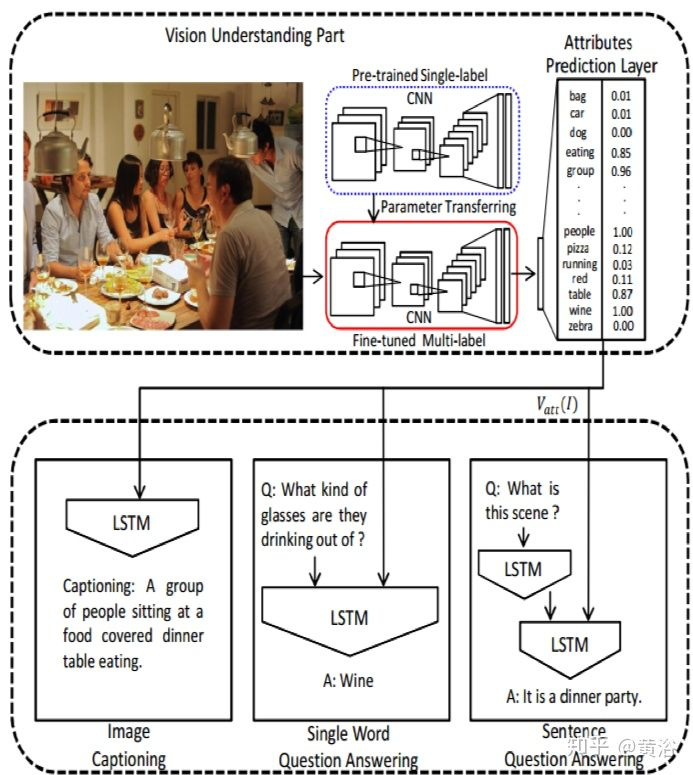 Vision Understanding Part
Attributes
Prediction Layer
Pre-trained Single-label
CNN
Parameter Transferring
CNN
Fine-tuned Multi-label
bag 0.01
car 0.01
dog 0.00
eating 0.85
group 0.96
. .
. .
. .
people 1.00
pizza 0.12
running 0.03
red 0.11
table 0.87
wine 1.00
zebra 0.00
V_att(I)
LSTM
Captioning: A group
of people sitting at a
food covered dinner
table eating.
Image
Captioning
Q: What kind of
glasses are they
drinking out of ?
LSTM
A: Wine
Single Word
Question Answering
Q: What is
this scene ?
LSTM
LSTM
A: It is a dinner party.
Sentence
Question Answering
知乎 @黄浴